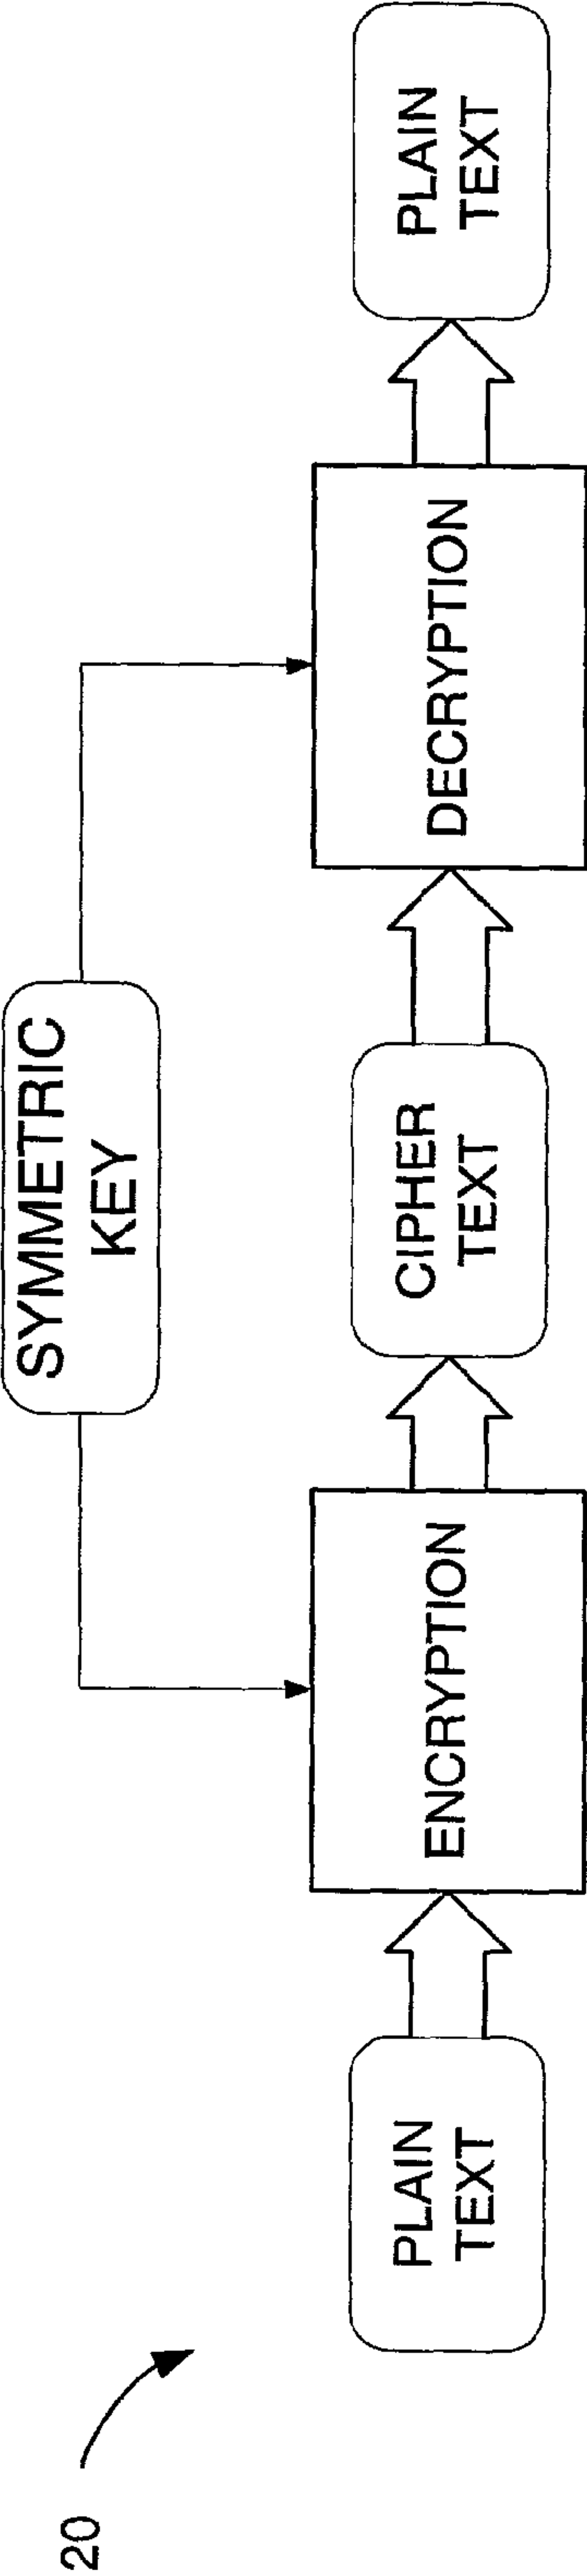 SYMMETRIC
KEY
PLAIN
TEXT
ENCRYPTION
CIPHER
TEXT
DECRYPTION
PLAIN
TEXT
20